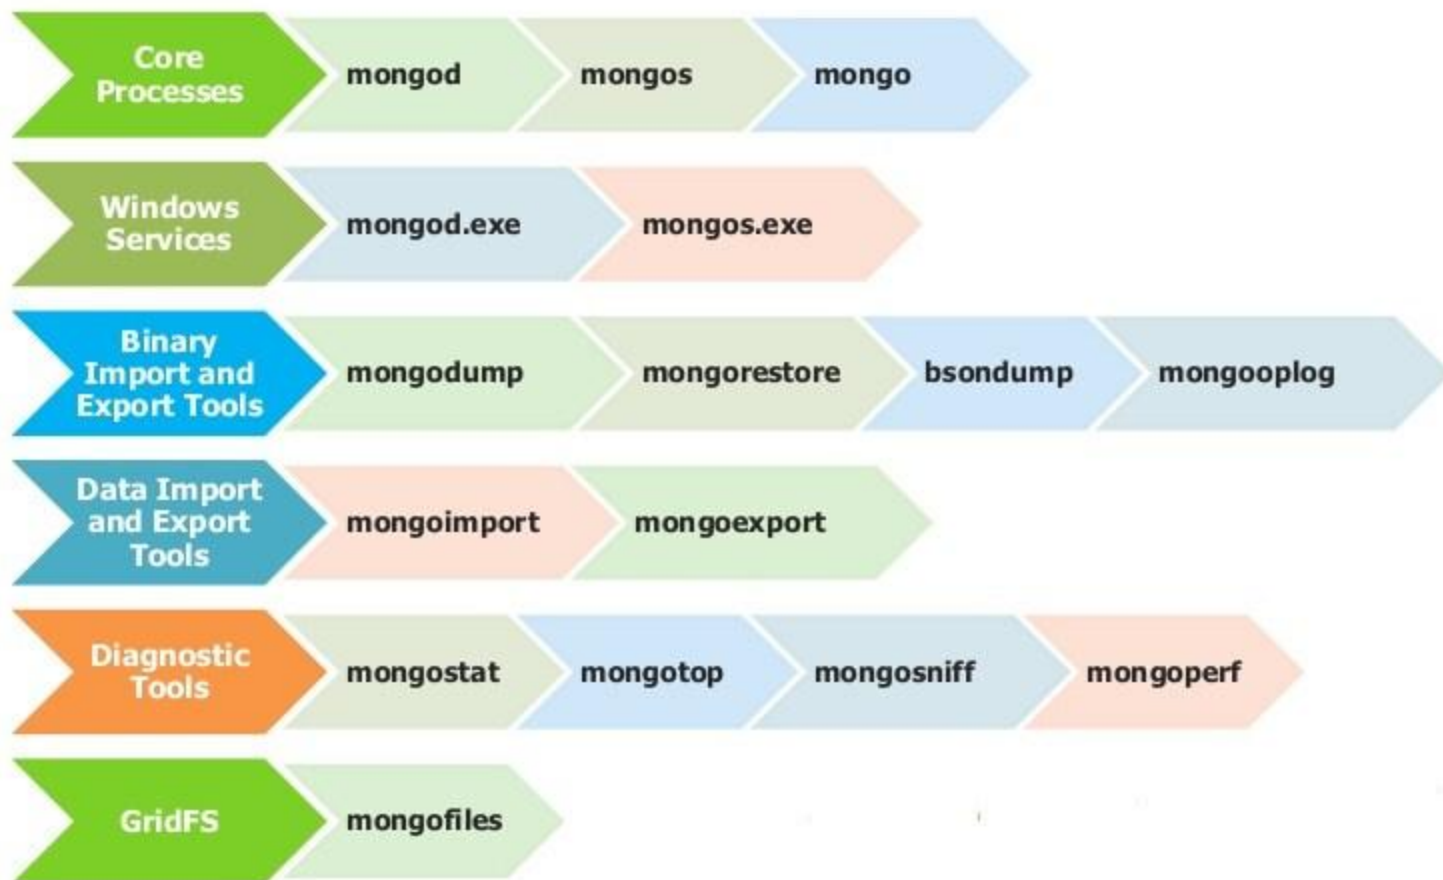 Core
Processes
mongod
mongos
mongo
Windows
Services
mongod.exe
mongos.exe
Binary
Import and
Export Tools
mongodump
mongorestore
bsondump
mongooplog
Data Import
and Export
Tools
mongoimport
mongoexport
Diagnostic
Tools
mongostat
mongotop
mongosniff
mongoperf
GridFS
mongofiles